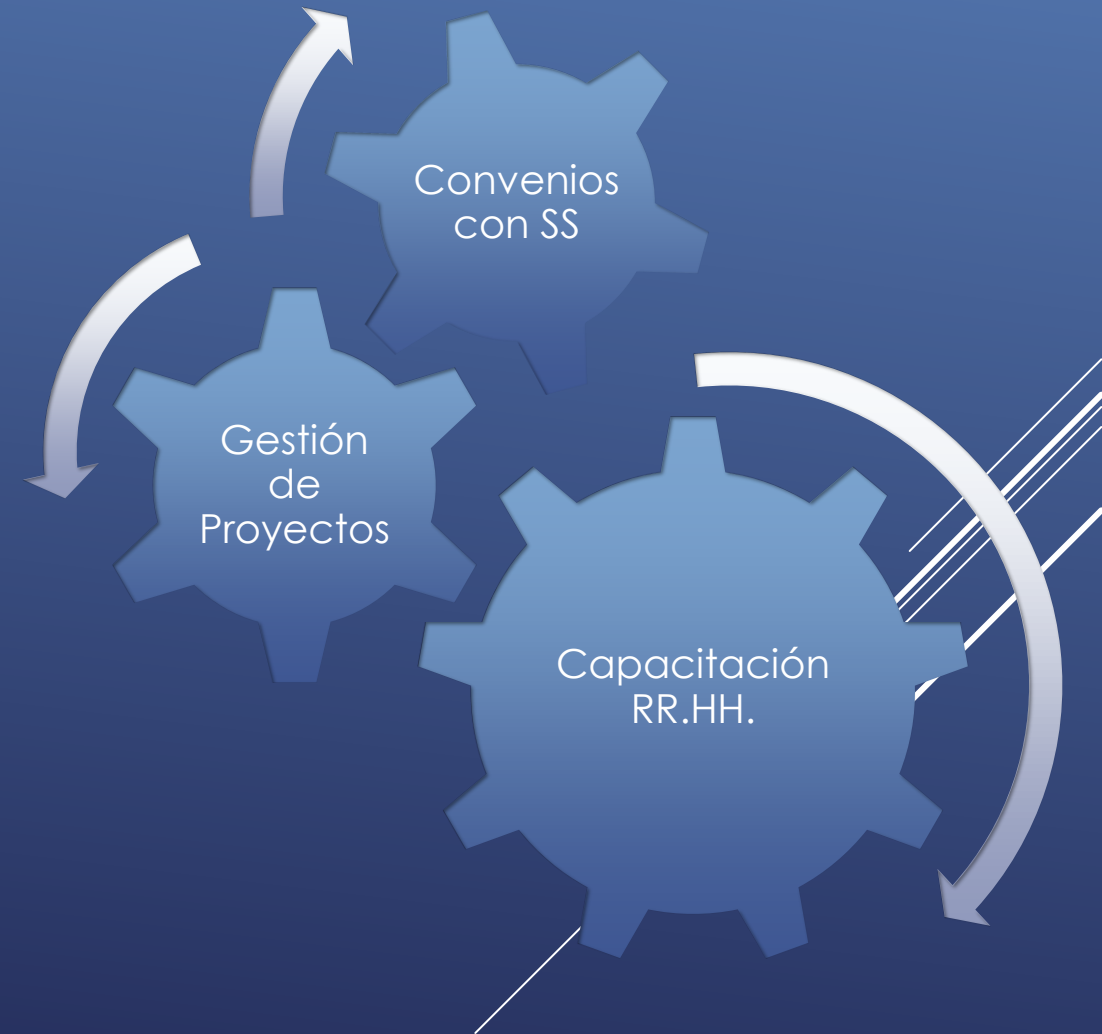 Convenios
con SS
Gestión
de
Proyectos
Capacitación
RR.HH.